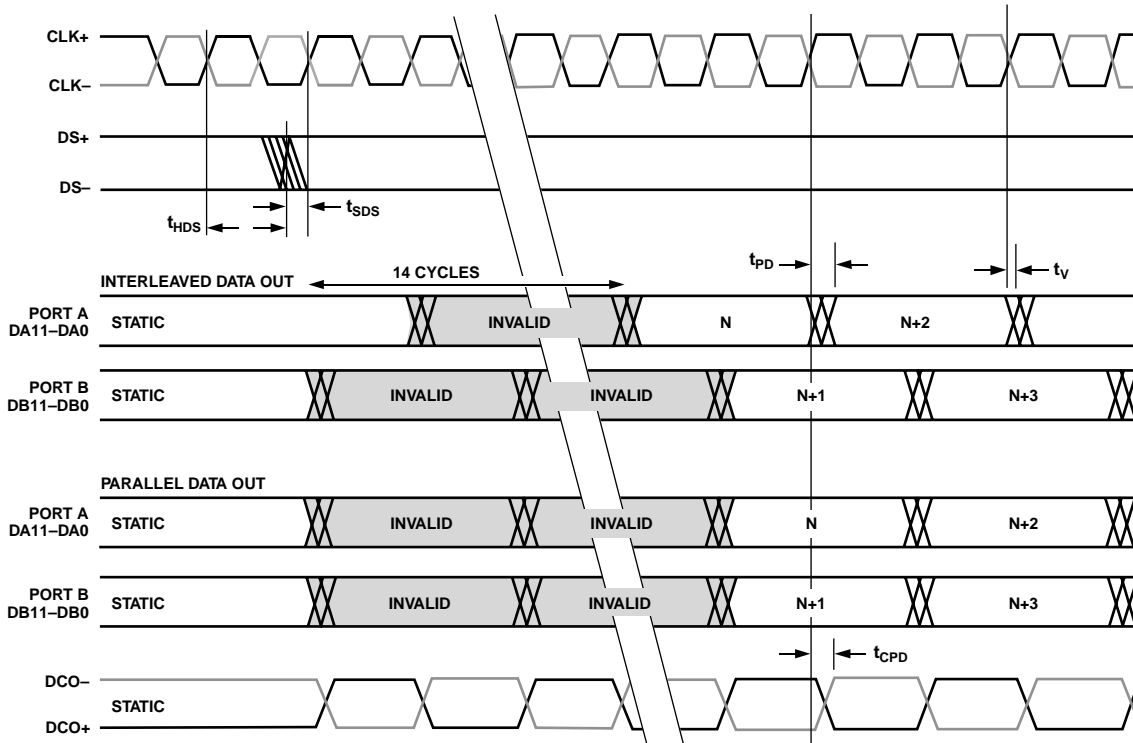 CLK+
CLK–
DS+
DS–
tHDS
tSDS
INTERLEAVED DATA OUT
14 CYCLES
tPD
tV
PORT A
DA11–DA0
STATIC
INVALID
N
N+2
PORT B
DB11–DB0
STATIC
INVALID
INVALID
N+1
N+3
PARALLEL DATA OUT
PORT A
DA11–DA0
STATIC
INVALID
INVALID
N
N+2
PORT B
DB11–DB0
STATIC
INVALID
INVALID
N+1
N+3
tCPD
DCO–
STATIC
DCO+